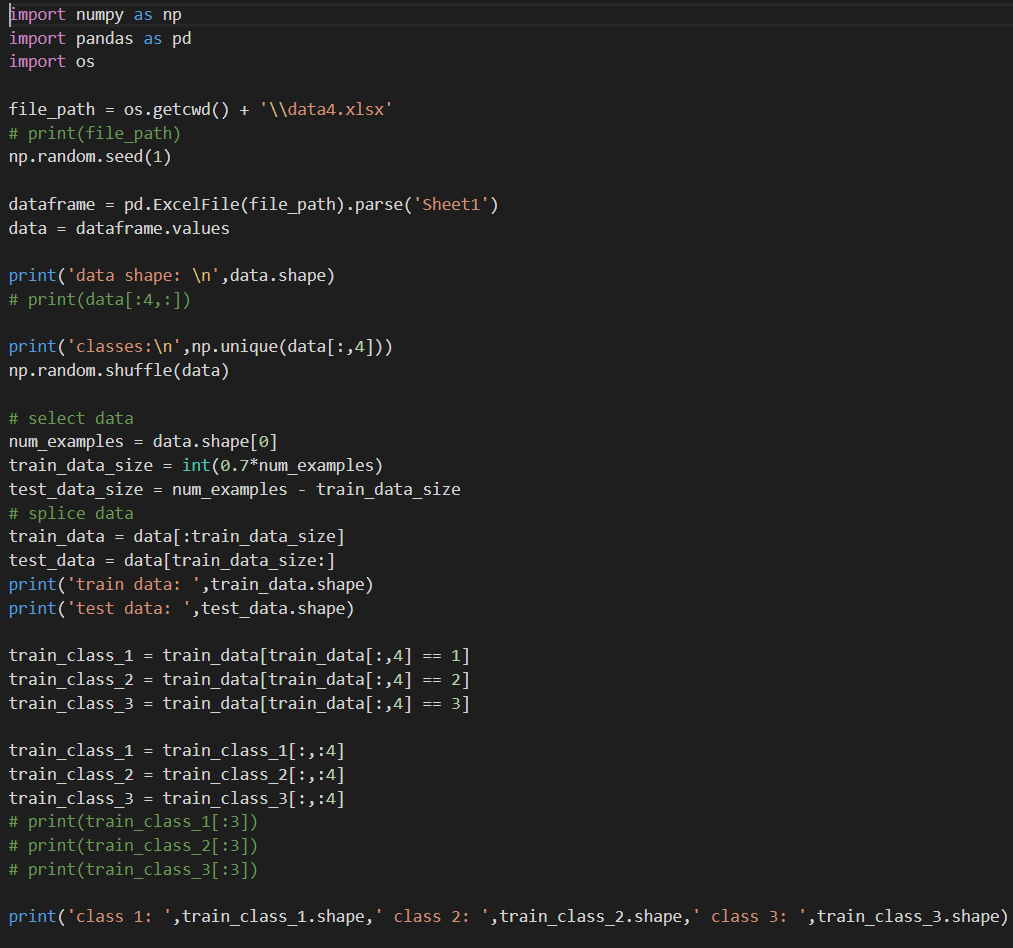 import numpy as np
import pandas as pd
import os
file_path = os.getcwd() + '\\data4.xlsx'
# print(file_path)
np.random.seed(1)
dataframe = pd.ExcelFile(file_path).parse('Sheet1')
data = dataframe.values
print('data shape: \n',data.shape)
# print(data[:4,:])
print('classes:\n',np.unique(data[:,4]))
np.random.shuffle(data)
# select data
num_examples = data.shape[0]
train_data_size = int(0.7*num_examples)
test_data_size = num_examples - train_data_size
# splice data
train_data = data[:train_data_size]
test_data = data[train_data_size:]
print('train data: ',train_data.shape)
print('test data: ',test_data.shape)
train_class_1 = train_data[train_data[:,4] == 1]
train_class_2 = train_data[train_data[:,4] == 2]
train_class_3 = train_data[train_data[:,4] == 3]
train_class_1 = train_class_1[:,:4]
train_class_2 = train_class_2[:,:4]
train_class_3 = train_class_3[:,:4]
# print(train_class_1[:3])
# print(train_class_2[:3])
# print(train_class_3[:3])
print('class 1: ',train_class_1.shape,' class 2: ',train_class_2.shape,' class 3: ',train_class_3.shape)